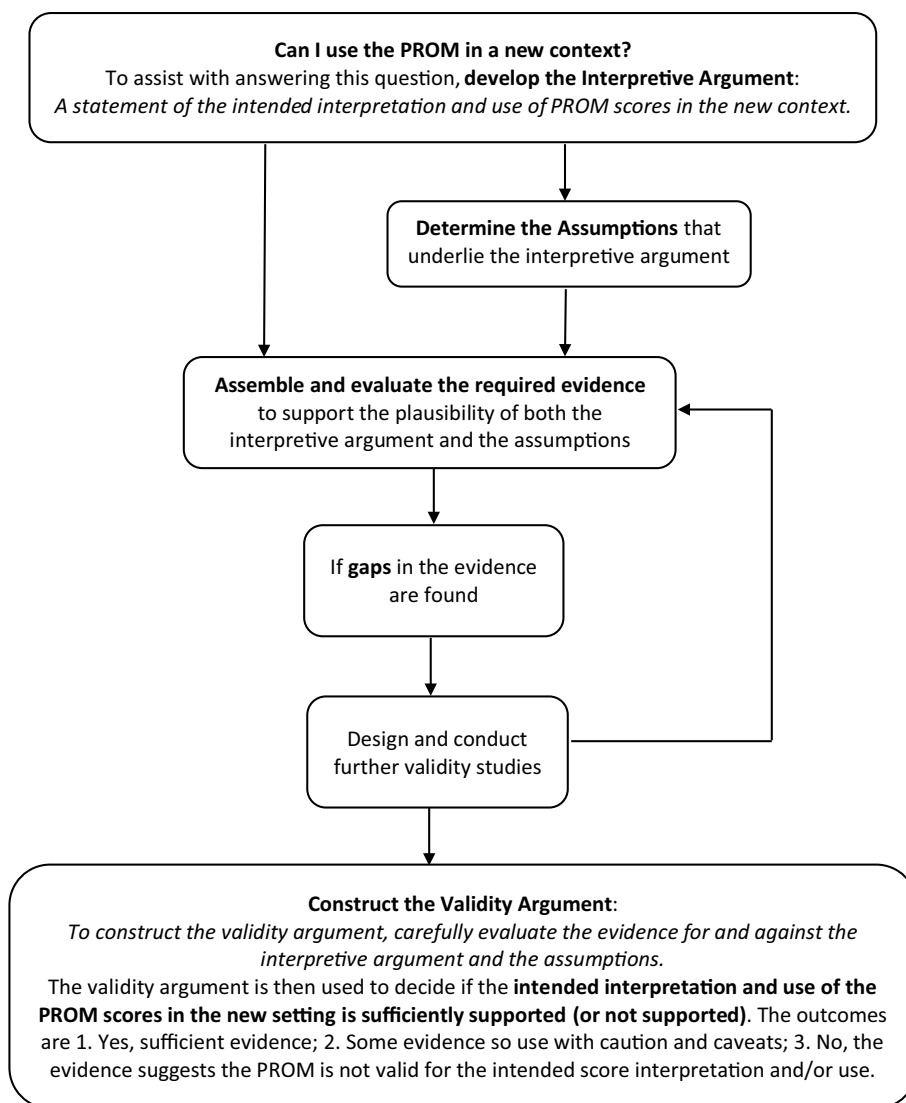 Can I use the PROM in a new context?
To assist with answering this question, develop the Interpretive Argument:
A statement of the intended interpretation and use of PROM scores in the new context.
Determine the Assumptions that
underlie the interpretive argument
Assemble and evaluate the required evidence
to support the plausibility of both the
interpretive argument and the assumptions
If gaps in the evidence
are found
Design and conduct
further validity studies
Construct the Validity Argument:
To construct the validity argument, carefully evaluate the evidence for and against the
interpretive argument and the assumptions.
The validity argument is then used to decide if the intended interpretation and use of the
PROM scores in the new setting is sufficiently supported (or not supported). The outcomes
are 1. Yes, sufficient evidence; 2. Some evidence so use with caution and caveats; 3. No, the
evidence suggests the PROM is not valid for the intended score interpretation and/or use.